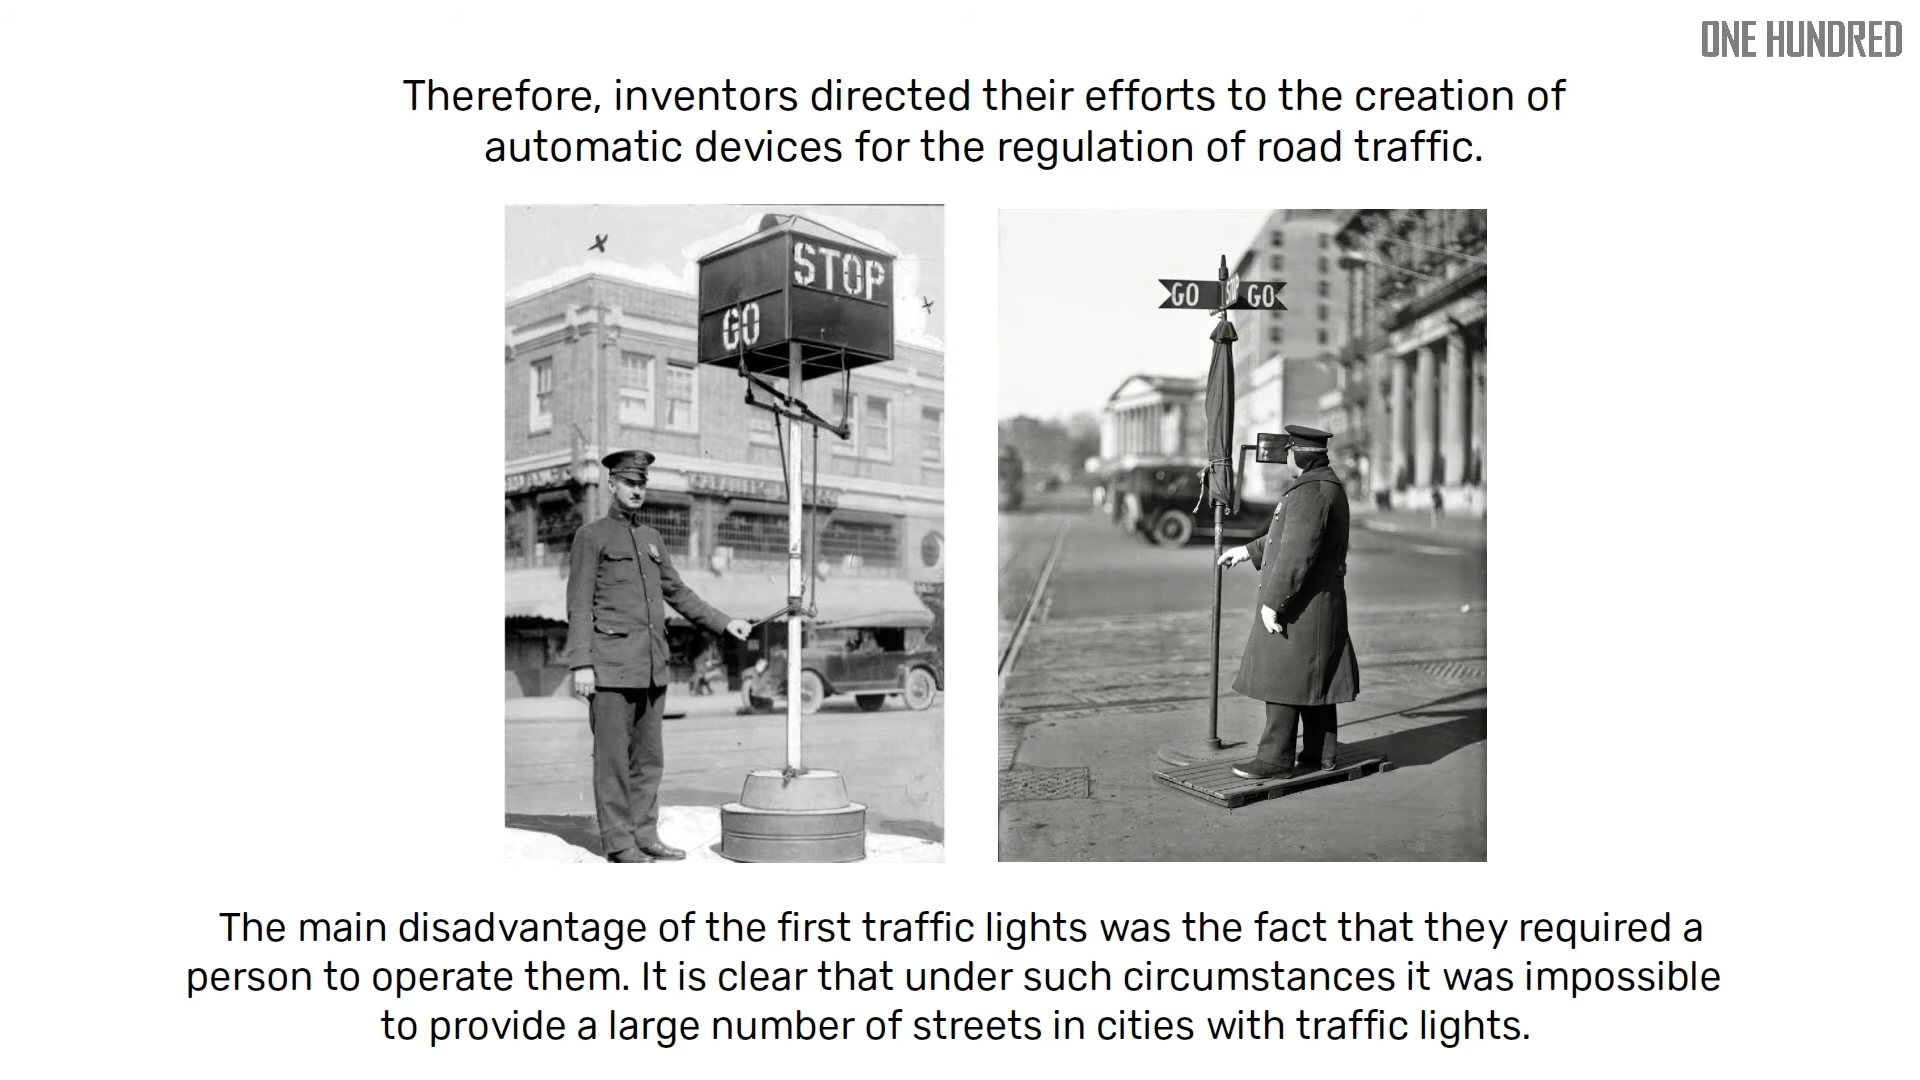 ONE HUNDRED
Therefore, inventors directed their efforts to the creation of
automatic devices for the regulation of road traffic.
STOP
GO
GO STOP GO
The main disadvantage of the first traffic lights was the fact that they required a
person to operate them. It is clear that under such circumstances it was impossible
to provide a large number of streets in cities with traffic lights.